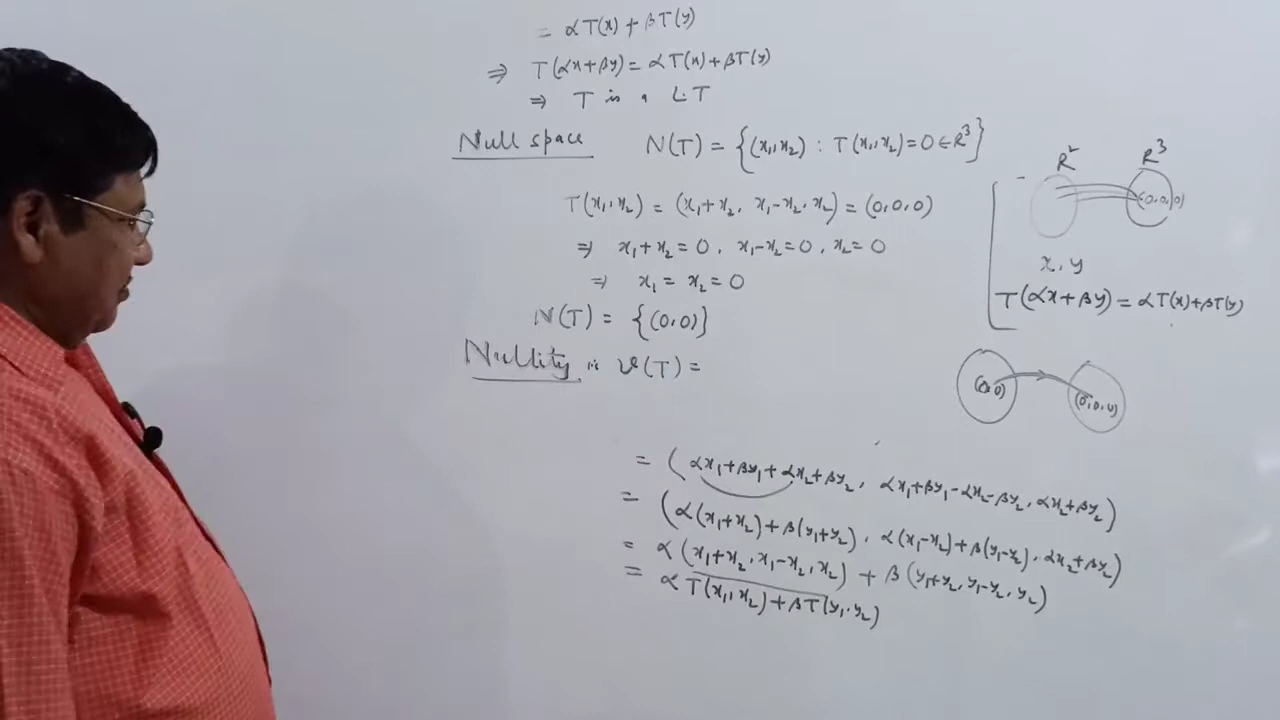 = αT(x) + βT(y)
⇒ T(αx+βy) = αT(x)+βT(y)
⇒ T is a LT
Null space N(T) = {(x₁,x₂) : T(x₁,x₂)=0∈R³}
T(x₁,x₂) = (x₁+x₂, x₁-x₂, x₂) = (0,0,0)
⇒ x₁+x₂=0, x₁-x₂=0, x₂=0
⇒ x₁ = x₂ = 0
N(T) = {(0,0)}
Nullity is ν(T) =
R² R³
(0,0,0)
x, y
T(αx+βy) = αT(x)+βT(y)
(0,0) (0,0,0)
= (αx₁+βy₁+αx₂+βy₂, αx₁+βy₁-αx₂-βy₂, αx₂+βy₂)
= (α(x₁+x₂)+β(y₁+y₂), α(x₁-x₂)+β(y₁-y₂), αx₂+βy₂)
= α(x₁+x₂, x₁-x₂, x₂) + β(y₁+y₂, y₁-y₂, y₂)
= αT(x₁,x₂)+βT(y₁,y₂)